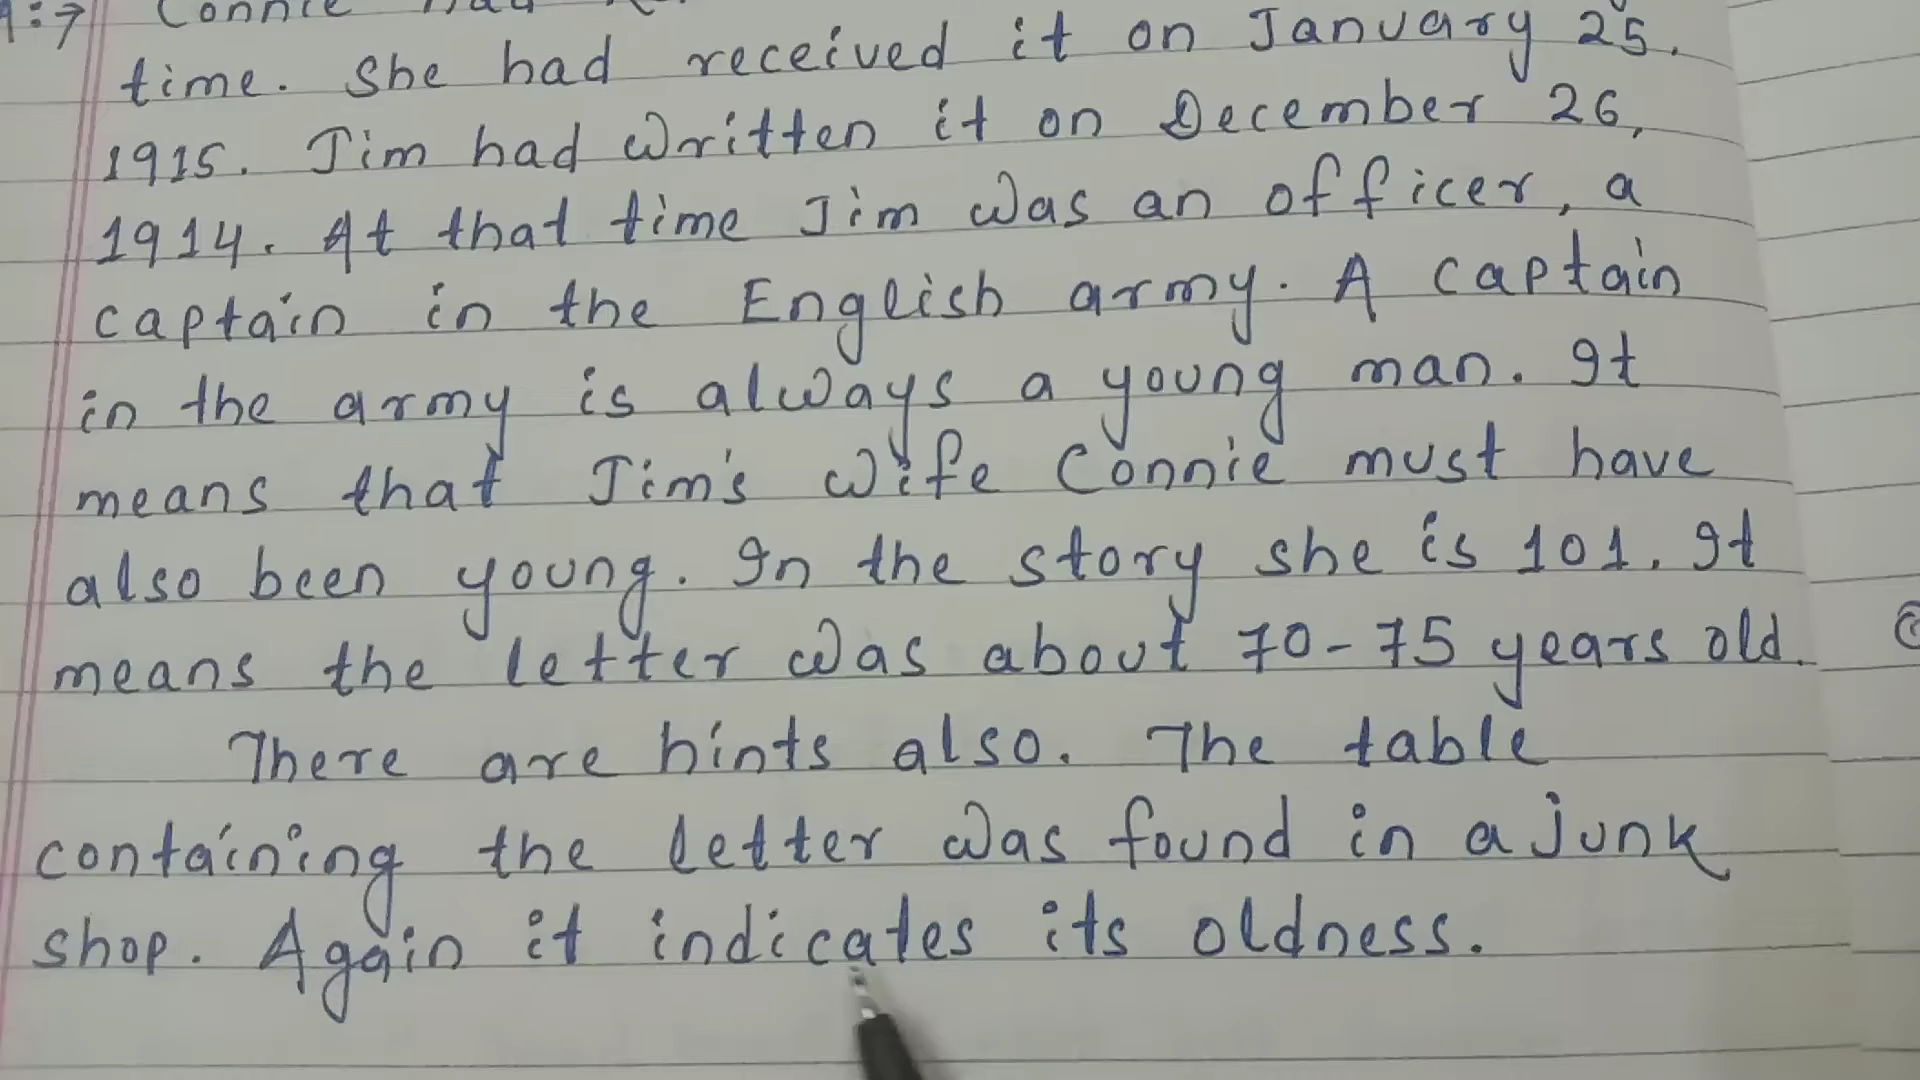 Connie had
time. She had received it on January 25,
1915. Jim had written it on December 26,
1914. At that time Jim was an officer, a
captain in the English army. A captain
in the army is always a young man. It
means that Jim's wife Connie must have
also been young. In the story she is 101. It
means the letter was about 70-75 years old.
There are hints also. The table
containing the letter was found in a junk
shop. Again it indicates its oldness.